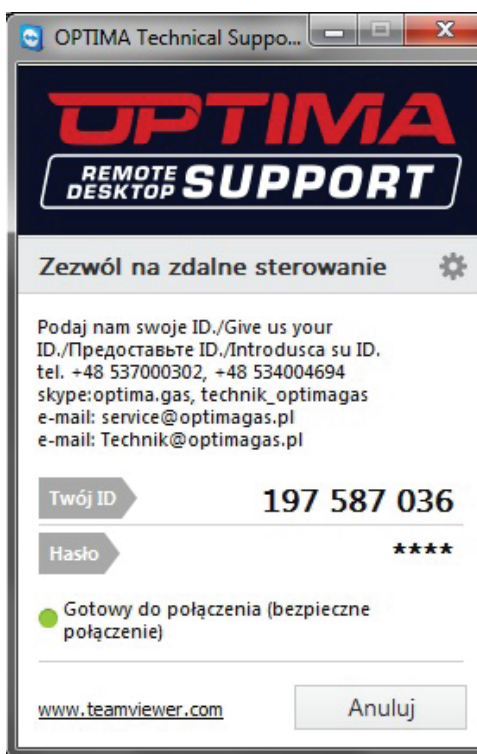 OPTIMA Technical Suppo...
OPTIMA
REMOTE
DESKTOP SUPPORT
Zezwól na zdalne sterowanie
Podaj nam swoje ID./Give us your
ID./Предоставьте ID./Introdusca su ID.
tel. +48 537000302, +48 534004694
skype:optima.gas, technik_optimagas
e-mail: service@optimagas.pl
e-mail: Technik@optimagas.pl
Twój ID 197 587 036
Hasło ****
Gotowy do połączenia (bezpieczne
połączenie)
www.teamviewer.com Anuluj